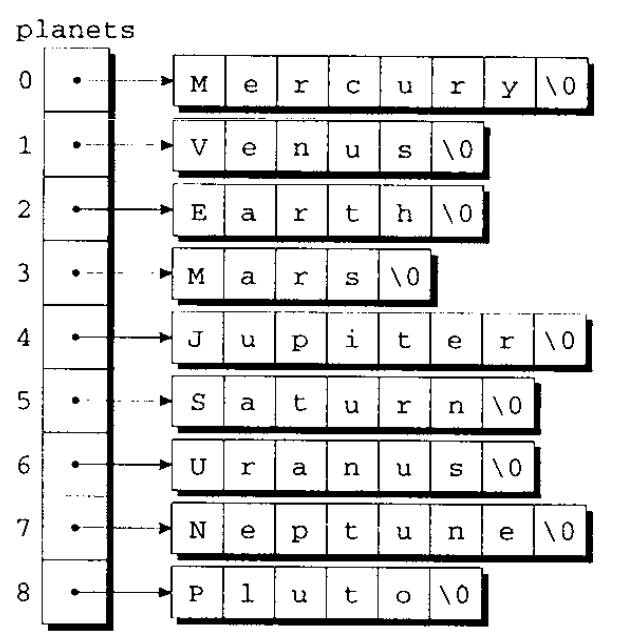 planets
0 M e r c u r y \0
1 V e n u s \0
2 E a r t h \0
3 M a r s \0
4 J u p i t e r \0
5 S a t u r n \0
6 U r a n u s \0
7 N e p t u n e \0
8 P l u t o \0